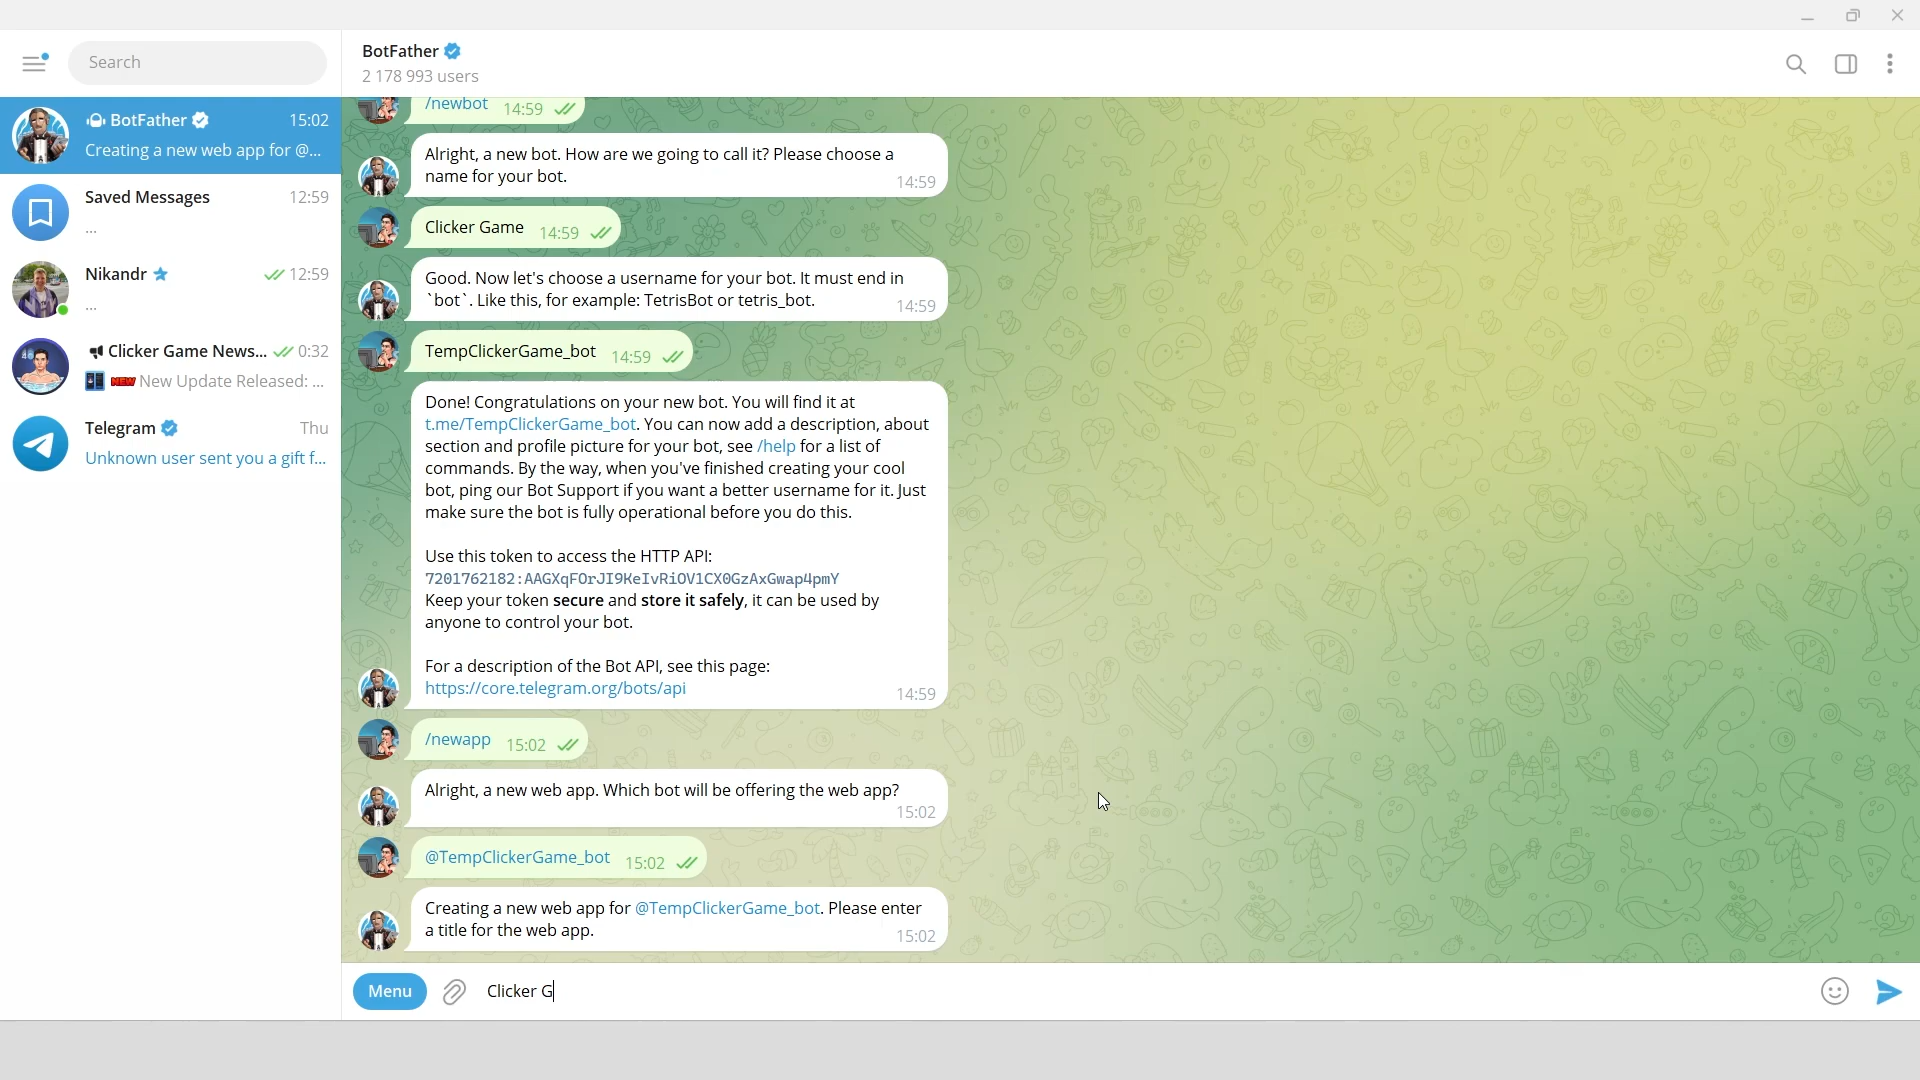 Search
BotFather
2 178 993 users
BotFather 15:02
Creating a new web app for @...
Saved Messages 12:59
...
Nikandr 12:59
...
Clicker Game News... 0:32
NEW New Update Released: ...
Telegram Thu
Unknown user sent you a gift f...
/newbot 14:59
Alright, a new bot. How are we going to call it? Please choose a
name for your bot.
14:59
Clicker Game 14:59
Good. Now let's choose a username for your bot. It must end in
`bot`. Like this, for example: TetrisBot or tetris_bot.
14:59
TempClickerGame_bot 14:59
Done! Congratulations on your new bot. You will find it at
t.me/TempClickerGame_bot. You can now add a description, about
section and profile picture for your bot, see /help for a list of
commands. By the way, when you've finished creating your cool
bot, ping our Bot Support if you want a better username for it. Just
make sure the bot is fully operational before you do this.
Use this token to access the HTTP API:
7201762182:AAGXqFOrJI9KeIvRiOV1CX0GzAxGwap4pmY
Keep your token secure and store it safely, it can be used by
anyone to control your bot.
For a description of the Bot API, see this page:
https://core.telegram.org/bots/api
14:59
/newapp 15:02
Alright, a new web app. Which bot will be offering the web app?
15:02
@TempClickerGame_bot 15:02
Creating a new web app for @TempClickerGame_bot. Please enter
a title for the web app.
15:02
Menu
Clicker G